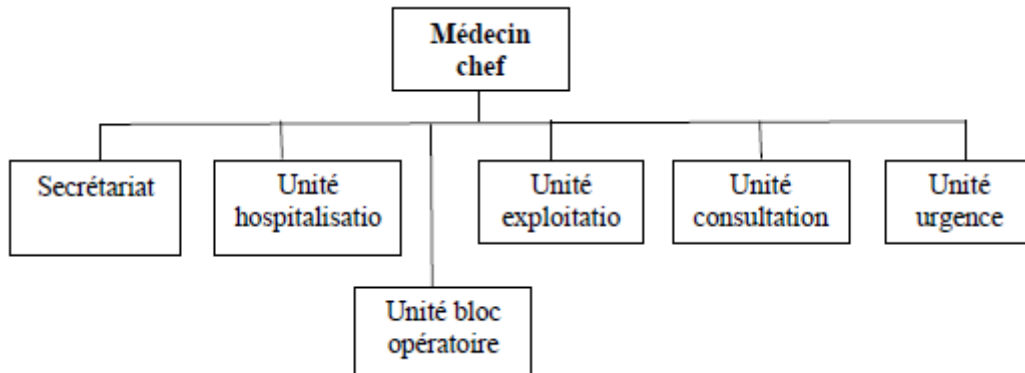 Médecin
chef
Secrétariat
Unité
hospitalisatio
Unité
exploitatio
Unité
consultation
Unité
urgence
Unité bloc
opératoire